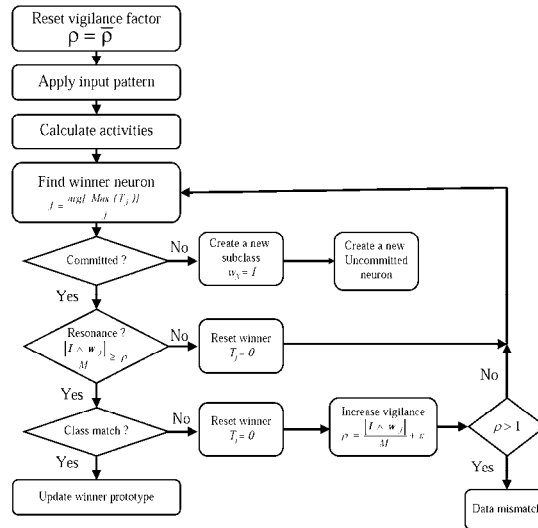 Reset vigilance factor
ρ = ρ̄
Apply input pattern
Calculate activities
Find winner neuron
J = arg[ Max (T_j )]
j
Committed ?
No
Create a new
subclass
= I
Create a new
Uncommitted
neuron
Yes
Resonance ?
|I ∧ w_J|
M
≥ ρ
No
Reset winner
= 0
Yes
No
Class match ?
No
Reset winner
= 0
Increase vigilance
ρ = |I ∧ w_J|
M
+ ε
ρ > 1
Yes
Yes
Update winner prototype
Data mismatch